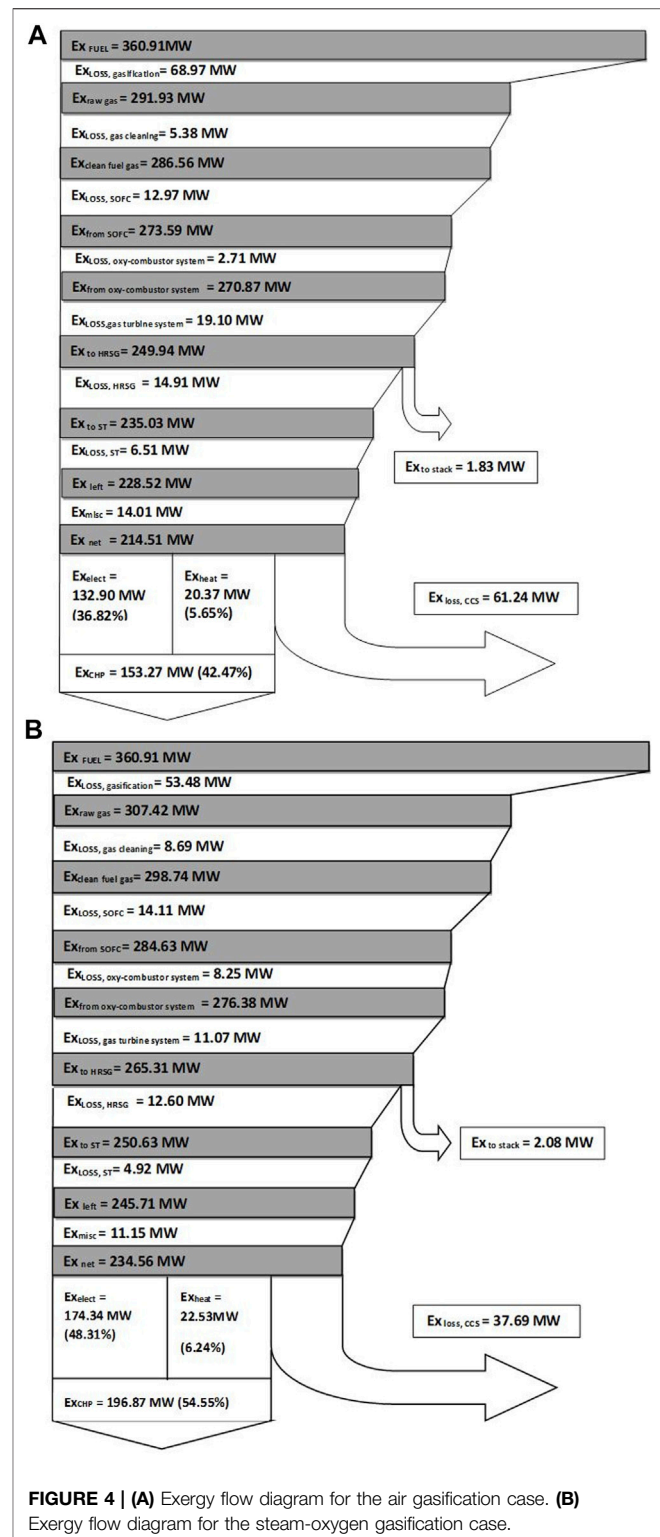 A
Ex FUEL = 360.91MW
ExLOSS, gasification = 68.97 MW
Exraw gas = 291.93 MW
ExLOSS, gas cleaning= 5.38 MW
Exclean fuel gas= 286.56 MW
ExLOSS, SOFC = 12.97 MW
Exfrom SOFC= 273.59 MW
ExLOSS, oxy-combustor system = 2.71 MW
Exfrom oxy-combustor system = 270.87 MW
ExLOSS,gas turbine system = 19.10 MW
Ex to HRSG= 249.94 MW
ExLOSS, HRSG = 14.91 MW
Ex to ST = 235.03 MW
ExLOSS, ST= 6.51 MW
Ex to stack = 1.83 MW
Ex left = 228.52 MW
Exmisc = 14.01 MW
Ex net = 214.51 MW
Exelect =
132.90 MW
(36.82%)
Exheat =
20.37 MW
(5.65%)
Ex loss, CCS = 61.24 MW
ExCHP = 153.27 MW (42.47%)
B
Ex FUEL = 360.91 MW
ExLOSS, gasification = 53.48 MW
Exraw gas = 307.42 MW
ExLOSS, gas cleaning= 8.69 MW
Exclean fuel gas= 298.74 MW
ExLOSS, SOFC = 14.11 MW
Exfrom SOFC= 284.63 MW
ExLOSS, oxy-combustor system = 8.25 MW
Exfrom oxy-combustor system = 276.38 MW
ExLOSS, gas turbine system = 11.07 MW
Ex to HRSG= 265.31 MW
ExLOSS, HRSG = 12.60 MW
Ex to ST = 250.63 MW
Ex to stack = 2.08 MW
ExLOSS, ST= 4.92 MW
Ex left = 245.71 MW
Exmisc = 11.15 MW
Ex net = 234.56 MW
Exelect =
174.34 MW
(48.31%)
Exheat =
22.53MW
(6.24%)
Ex loss, CCS = 37.69 MW
ExCHP = 196.87 MW (54.55%)
FIGURE 4 | (A) Exergy flow diagram for the air gasification case. (B)
Exergy flow diagram for the steam-oxygen gasification case.